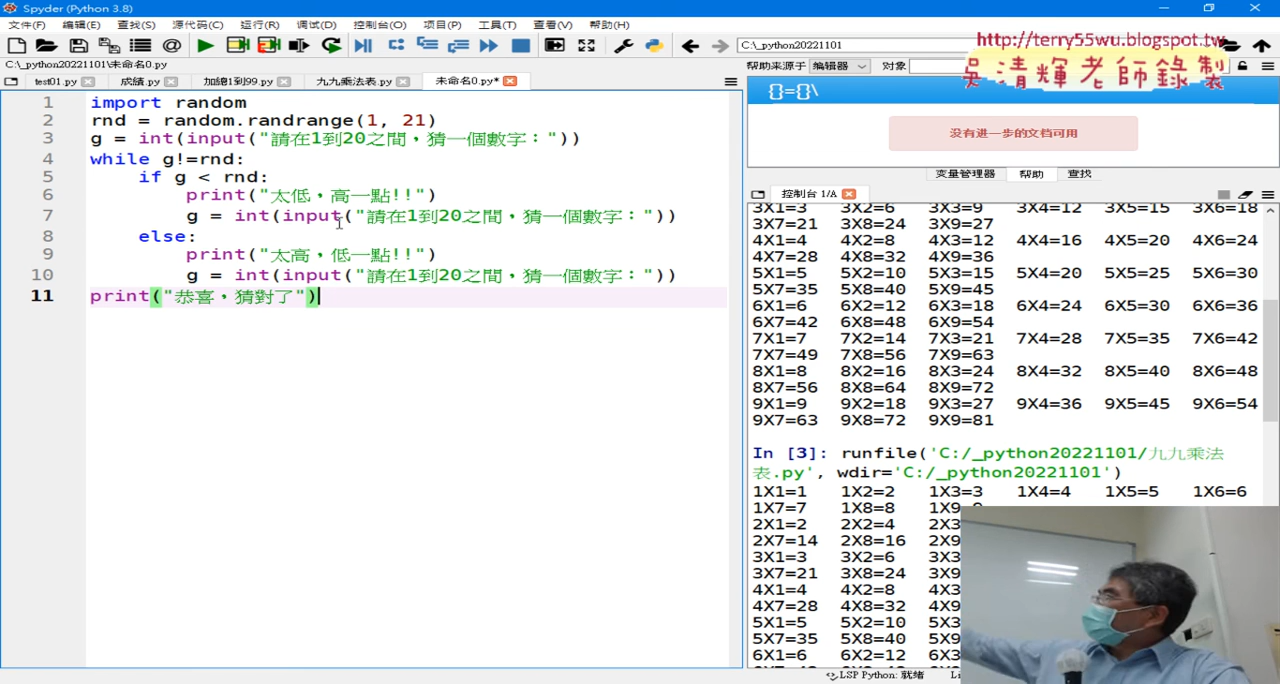 Spyder (Python 3.8)
文件(F) 编辑(E) 查找(S) 源代码(C) 运行(R) 调试(D) 控制台(O) 项目(P) 工具(T) 查看(V) 帮助(H)
C:\_python20221101
http://terry55wu.blogspot.tw
吳清輝老師錄製
C:\_python20221101\未命名0.py
帮助来源于 编辑器 对象
test01.py 成績.py 加總1到99.py 九九乘法表.py 未命名0.py*
{}={}\
没有进一步的文档可用
变量管理器 帮助 查找
控制台 1/A
1 import random
2 rnd = random.randrange(1, 21)
3 g = int(input("請在1到20之間，猜一個數字："))
4 while g!=rnd:
5 if g < rnd:
6 print("太低，高一點!!")
7 g = int(input("請在1到20之間，猜一個數字："))
8 else:
9 print("太高，低一點!!")
10 g = int(input("請在1到20之間，猜一個數字："))
11 print("恭喜，猜對了")
3X1=3 3X2=6 3X3=9 3X4=12 3X5=15 3X6=18
3X7=21 3X8=24 3X9=27
4X1=4 4X2=8 4X3=12 4X4=16 4X5=20 4X6=24
4X7=28 4X8=32 4X9=36
5X1=5 5X2=10 5X3=15 5X4=20 5X5=25 5X6=30
5X7=35 5X8=40 5X9=45
6X1=6 6X2=12 6X3=18 6X4=24 6X5=30 6X6=36
6X7=42 6X8=48 6X9=54
7X1=7 7X2=14 7X3=21 7X4=28 7X5=35 7X6=42
7X7=49 7X8=56 7X9=63
8X1=8 8X2=16 8X3=24 8X4=32 8X5=40 8X6=48
8X7=56 8X8=64 8X9=72
9X1=9 9X2=18 9X3=27 9X4=36 9X5=45 9X6=54
9X7=63 9X8=72 9X9=81
In [3]: runfile('C:/_python20221101/九九乘法
表.py', wdir='C:/_python20221101')
1X1=1 1X2=2 1X3=3 1X4=4 1X5=5 1X6=6
1X7=7 1X8=8
2X1=2 2X2=4 2X3
2X7=14 2X8=16 2X9
3X1=3 3X2=6 3X3
3X7=21 3X8=24 3X9
4X1=4 4X2=8 4X3
4X7=28 4X8=32 4X9
5X1=5 5X2=10 5X3
5X7=35 5X8=40 5X9
6X1=6 6X2=12 6X3
LSP Python: 就绪